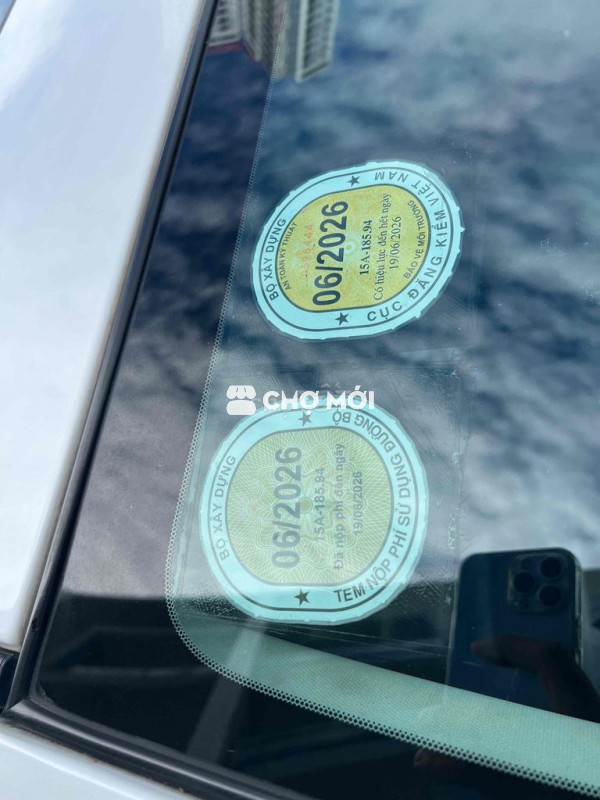 BỘ XÂY DỰNG
AN TOÀN KỸ THUẬT
06/2026
15A-185.94
Có hiệu lực đến hết ngày
19/06/2026
BẢO VỆ MÔI TRƯỜNG
CỤC ĐĂNG KIỂM VIỆT NAM
CHỢ MỚI
BỘ XÂY DỰNG
06/2026
15A-185.94
Đã nộp phí đến ngày
19/06/2026
TEM NỘP PHÍ SỬ DỤNG ĐƯỜNG BỘ